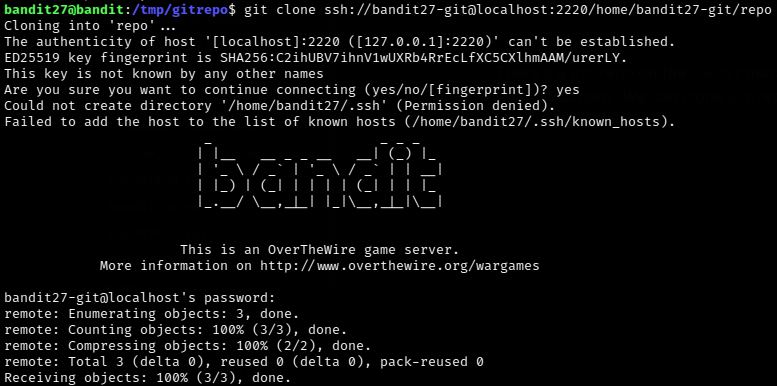 bandit27@bandit:/tmp/gitrepo$ git clone ssh://bandit27-git@localhost:2220/home/bandit27-git/repo
Cloning into 'repo'...
The authenticity of host '[localhost]:2220 ([127.0.0.1]:2220)' can't be established.
ED25519 key fingerprint is SHA256:C2ihUBV7ihnV1wUXRb4RrEcLfXC5CXlhmAAM/urerLY.
This key is not known by any other names
Are you sure you want to continue connecting (yes/no/[fingerprint])? yes
Could not create directory '/home/bandit27/.ssh' (Permission denied).
Failed to add the host to the list of known hosts (/home/bandit27/.ssh/known_hosts).
bandit
This is an OverTheWire game server.
More information on http://www.overthewire.org/wargames
bandit27-git@localhost's password:
remote: Enumerating objects: 3, done.
remote: Counting objects: 100% (3/3), done.
remote: Compressing objects: 100% (2/2), done.
remote: Total 3 (delta 0), reused 0 (delta 0), pack-reused 0
Receiving objects: 100% (3/3), done.